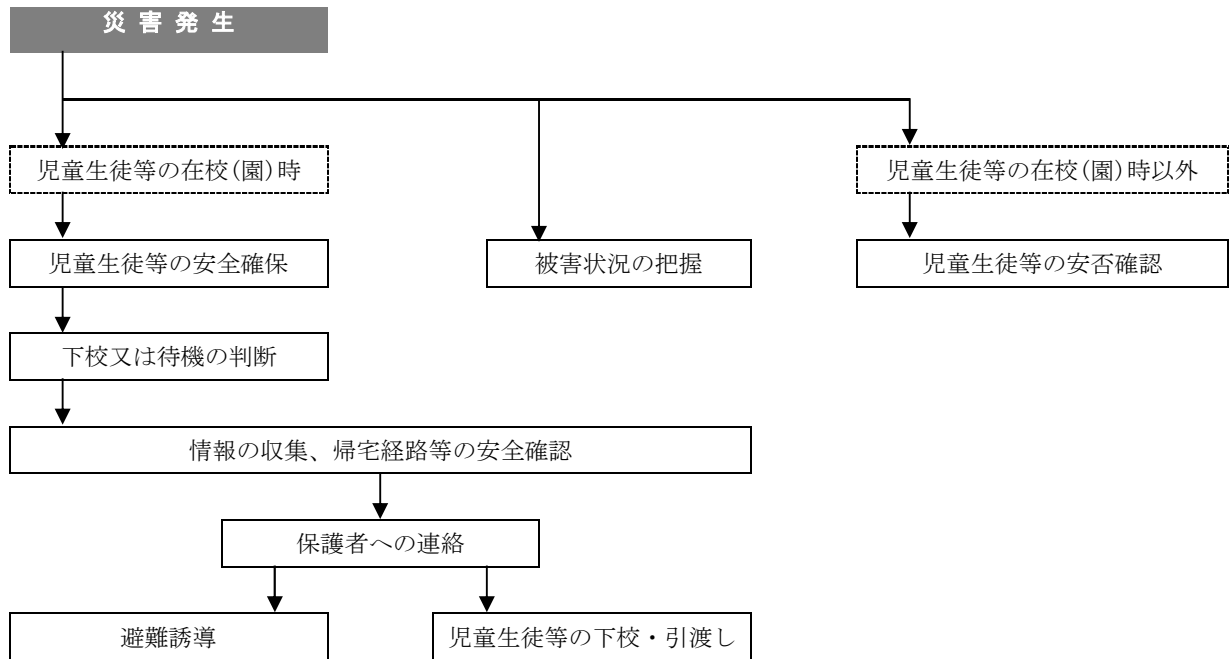 災害発生
児童生徒等の在校(園)時
児童生徒等の在校(園)時以外
児童生徒等の安全確保
被害状況の把握
児童生徒等の安否確認
下校又は待機の判断
情報の収集、帰宅経路等の安全確認
保護者への連絡
避難誘導
児童生徒等の下校・引渡し